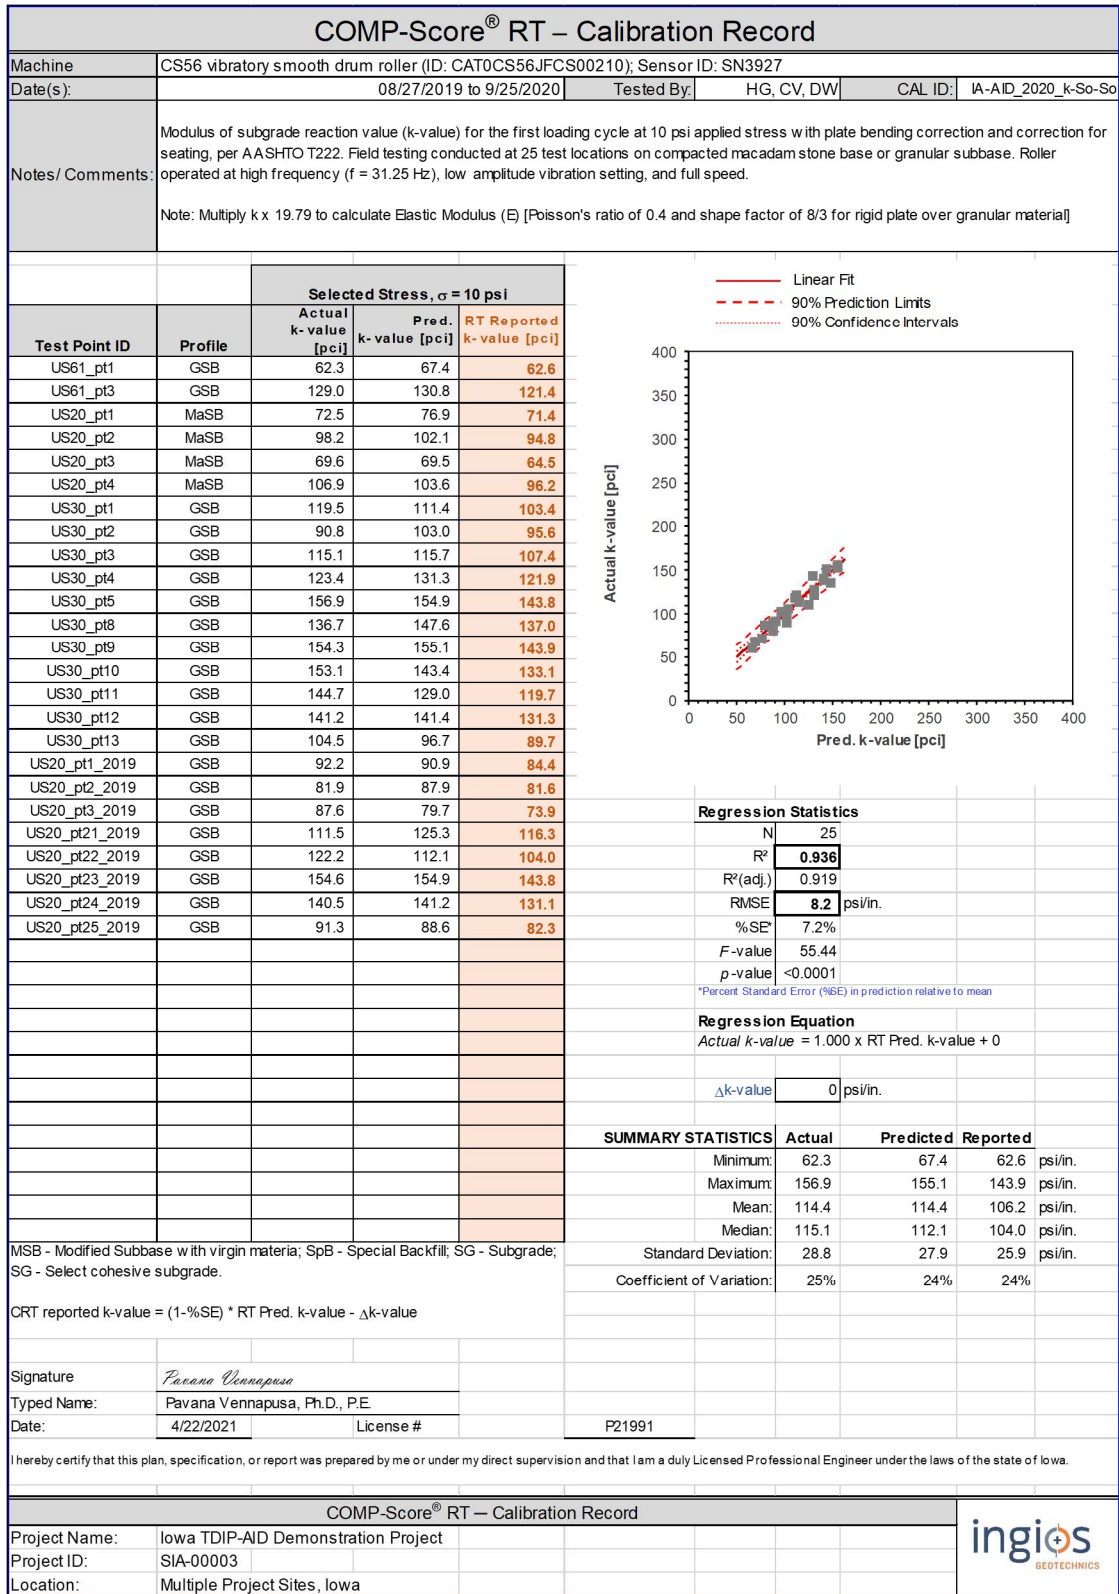 COMP-Score® RT – Calibration Record
Machine CS56 vibratory smooth drum roller (ID: CAT0CS56JFCS00210); Sensor ID: SN3927
Date(s): 08/27/2019 to 9/25/2020 Tested By: HG, CV, DW CAL ID: IA-AID_2020_k-So-So
Notes/ Comments:
Modulus of subgrade reaction value (k-value) for the first loading cycle at 10 psi applied stress with plate bending correction and correction for
seating, per AASHTO T222. Field testing conducted at 25 test locations on compacted macadam stone base or granular subbase. Roller
operated at high frequency (f = 31.25 Hz), low amplitude vibration setting, and full speed.
Note: Multiply k x 19.79 to calculate Elastic Modulus (E) [Poisson's ratio of 0.4 and shape factor of 8/3 for rigid plate over granular material]
Selected Stress, σ = 10 psi
Test Point ID Profile Actual k-value [pci] Pred. k-value [pci] RT Reported k-value [pci]
US61_pt1 GSB 62.3 67.4 62.6
US61_pt3 GSB 129.0 130.8 121.4
US20_pt1 MaSB 72.5 76.9 71.4
US20_pt2 MaSB 98.2 102.1 94.8
US20_pt3 MaSB 69.6 69.5 64.5
US20_pt4 MaSB 106.9 103.6 96.2
US30_pt1 GSB 119.5 111.4 103.4
US30_pt2 GSB 90.8 103.0 95.6
US30_pt3 GSB 115.1 115.7 107.4
US30_pt4 GSB 123.4 131.3 121.9
US30_pt5 GSB 156.9 154.9 143.8
US30_pt8 GSB 136.7 147.6 137.0
US30_pt9 GSB 154.3 155.1 143.9
US30_pt10 GSB 153.1 143.4 133.1
US30_pt11 GSB 144.7 129.0 119.7
US30_pt12 GSB 141.2 141.4 131.3
US30_pt13 GSB 104.5 96.7 89.7
US20_pt1_2019 GSB 92.2 90.9 84.4
US20_pt2_2019 GSB 81.9 87.9 81.6
US20_pt3_2019 GSB 87.6 79.7 73.9
US20_pt21_2019 GSB 111.5 125.3 116.3
US20_pt22_2019 GSB 122.2 112.1 104.0
US20_pt23_2019 GSB 154.6 154.9 143.8
US20_pt24_2019 GSB 140.5 141.2 131.1
US20_pt25_2019 GSB 91.3 88.6 82.3
Linear Fit
90% Prediction Limits
90% Confidence Intervals
Actual k-value [pci]
400
350
300
250
200
150
100
50
0
0 50 100 150 200 250 300 350 400
Pred. k-value [pci]
Regression Statistics
N 25
R² 0.936
R²(adj.) 0.919
RMSE 8.2 psi/in.
%SE* 7.2%
F-value 55.44
p-value <0.0001
*Percent Standard Error (%SE) in prediction relative to mean
Regression Equation
Actual k-value = 1.000 x RT Pred. k-value + 0
Δk-value 0 psi/in.
SUMMARY STATISTICS Actual Predicted Reported
Minimum: 62.3 67.4 62.6 psi/in.
Maximum: 156.9 155.1 143.9 psi/in.
Mean: 114.4 114.4 106.2 psi/in.
Median: 115.1 112.1 104.0 psi/in.
Standard Deviation: 28.8 27.9 25.9 psi/in.
Coefficient of Variation: 25% 24% 24%
MSB - Modified Subbase with virgin materia; SpB - Special Backfill; SG - Subgrade;
SG - Select cohesive subgrade.
CRT reported k-value = (1-%SE) * RT Pred. k-value - Δk-value
Signature Pavana Vennapusa
Typed Name: Pavana Vennapusa, Ph.D., P.E.
Date: 4/22/2021 License # P21991
I hereby certify that this plan, specification, or report was prepared by me or under my direct supervision and that I am a duly Licensed Professional Engineer under the laws of the state of Iowa.
COMP-Score® RT — Calibration Record
Project Name: Iowa TDIP-AID Demonstration Project
Project ID: SIA-00003
Location: Multiple Project Sites, Iowa
ingios
GEOTECHNICS